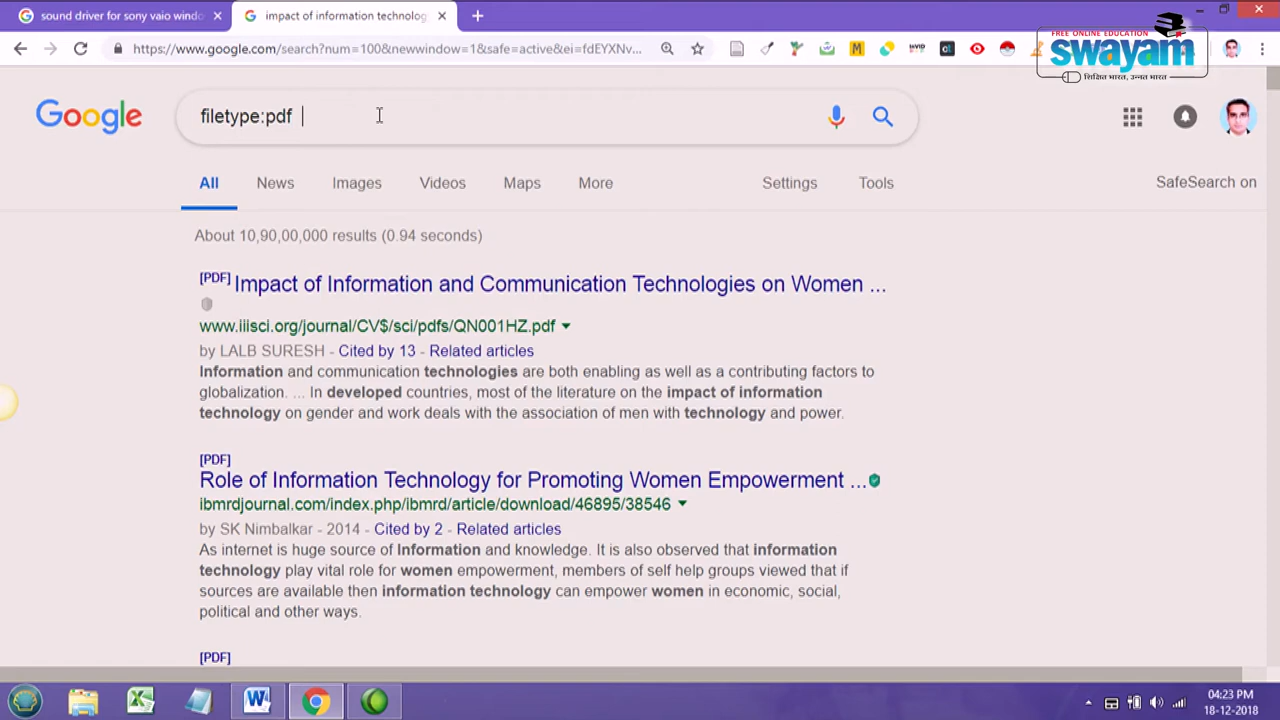 sound driver for sony vaio windo
impact of information technolog
https://www.google.com/search?num=100&newwindow=1&safe=active&ei=fdEYXNv...
FREE ONLINE EDUCATION
swayam
शिक्षित भारत, उन्नत भारत
Google
filetype:pdf
All News Images Videos Maps More Settings Tools
SafeSearch on
About 10,90,00,000 results (0.94 seconds)
[PDF] Impact of Information and Communication Technologies on Women ...
www.iiisci.org/journal/CV$/sci/pdfs/QN001HZ.pdf
by LALB SURESH - Cited by 13 - Related articles
Information and communication technologies are both enabling as well as a contributing factors to
globalization. ... In developed countries, most of the literature on the impact of information
technology on gender and work deals with the association of men with technology and power.
[PDF]
Role of Information Technology for Promoting Women Empowerment ...
ibmrdjournal.com/index.php/ibmrd/article/download/46895/38546
by SK Nimbalkar - 2014 - Cited by 2 - Related articles
As internet is huge source of Information and knowledge. It is also observed that information
technology play vital role for women empowerment, members of self help groups viewed that if
sources are available then information technology can empower women in economic, social,
political and other ways.
[PDF]
04:23 PM
18-12-2018